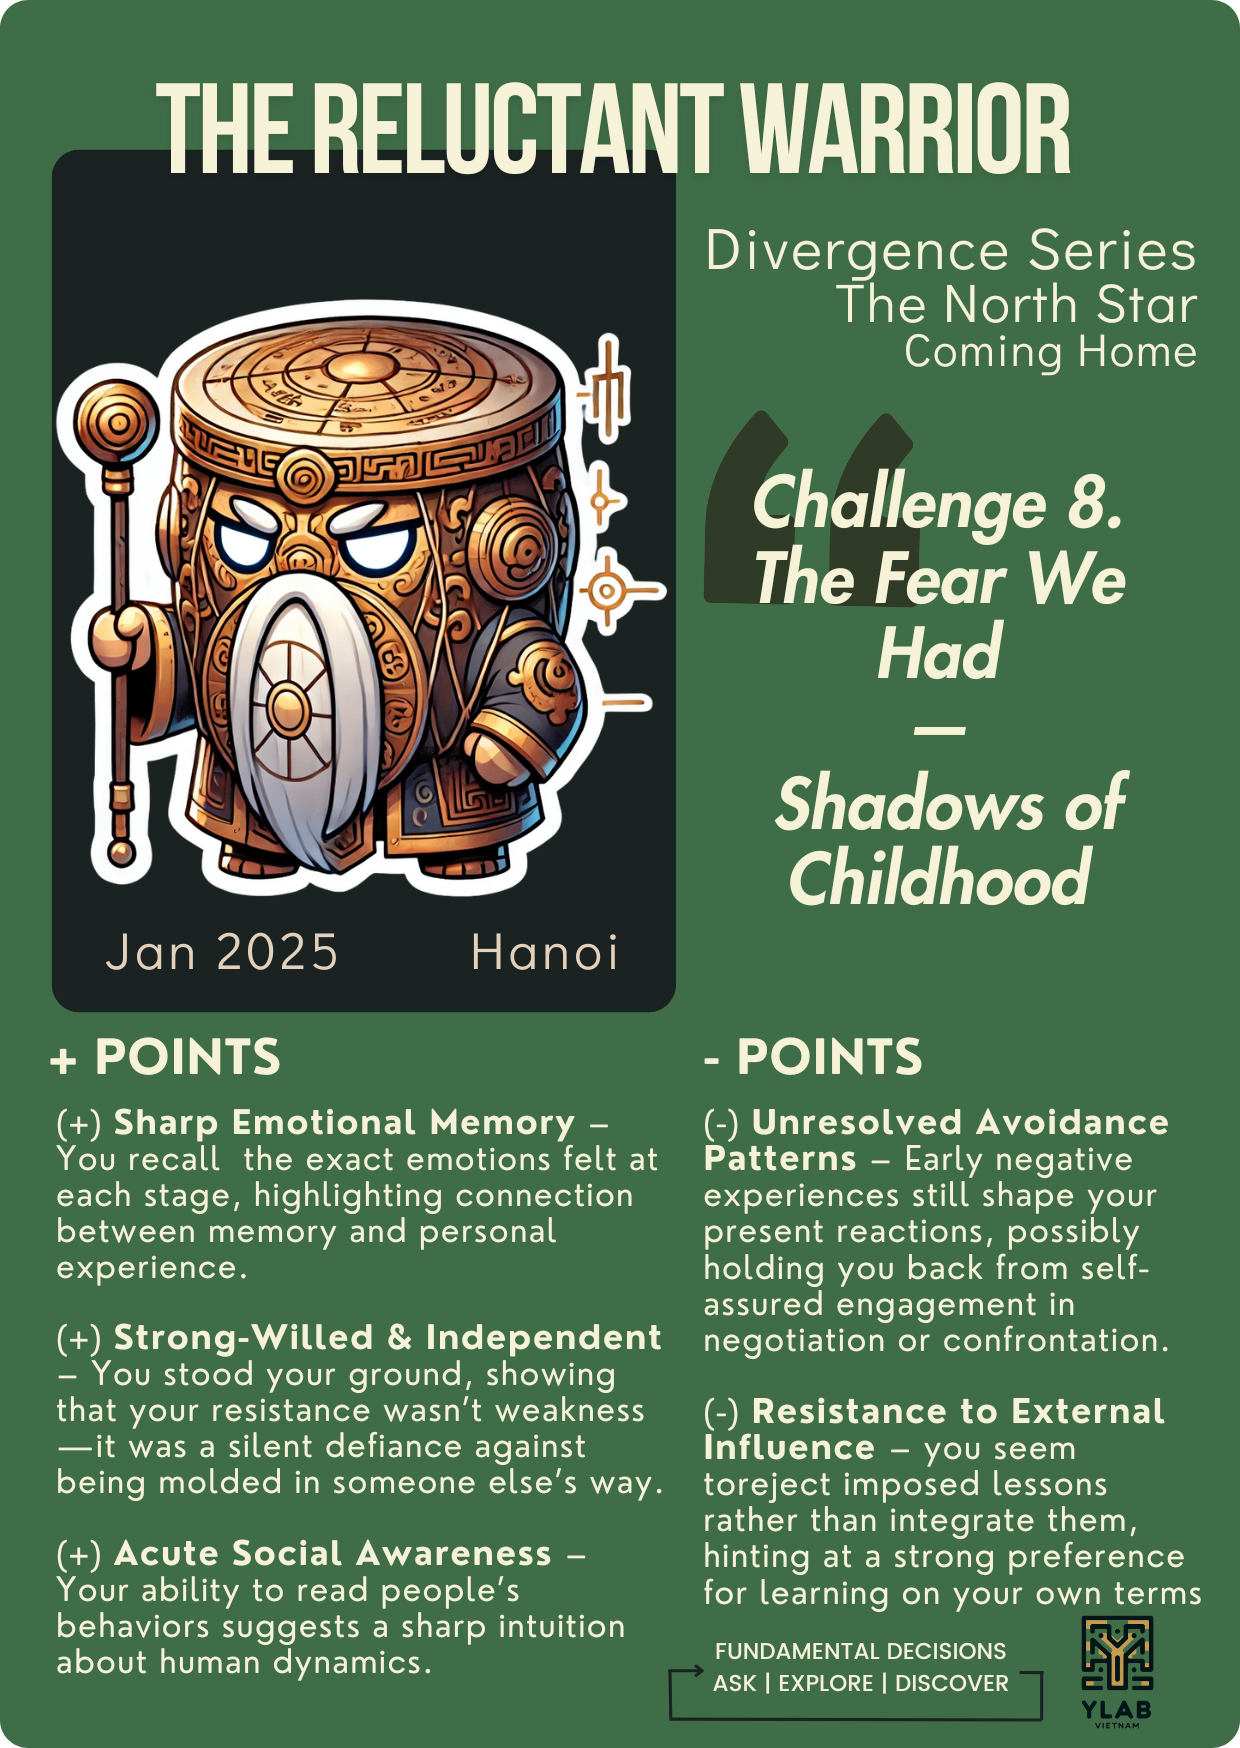 THE RELUCTANT WARRIOR
Divergence Series
The North Star
Coming Home
“
Challenge 8.
The Fear We
Had
—
Shadows of
Childhood
Jan 2025 Hanoi
+ POINTS
(+) Sharp Emotional Memory –
You recall  the exact emotions felt at
each stage, highlighting connection
between memory and personal
experience.
(+) Strong-Willed & Independent
– You stood your ground, showing
that your resistance wasn’t weakness
—it was a silent defiance against
being molded in someone else’s way.
(+) Acute Social Awareness –
Your ability to read people’s
behaviors suggests a sharp intuition
about human dynamics.
- POINTS
(-) Unresolved Avoidance
Patterns – Early negative
experiences still shape your
present reactions, possibly
holding you back from self-
assured engagement in
negotiation or confrontation.
(-) Resistance to External
Influence – you seem
toreject imposed lessons
rather than integrate them,
hinting at a strong preference
for learning on your own terms
FUNDAMENTAL DECISIONS
ASK | EXPLORE | DISCOVER
YLAB
VIETNAM